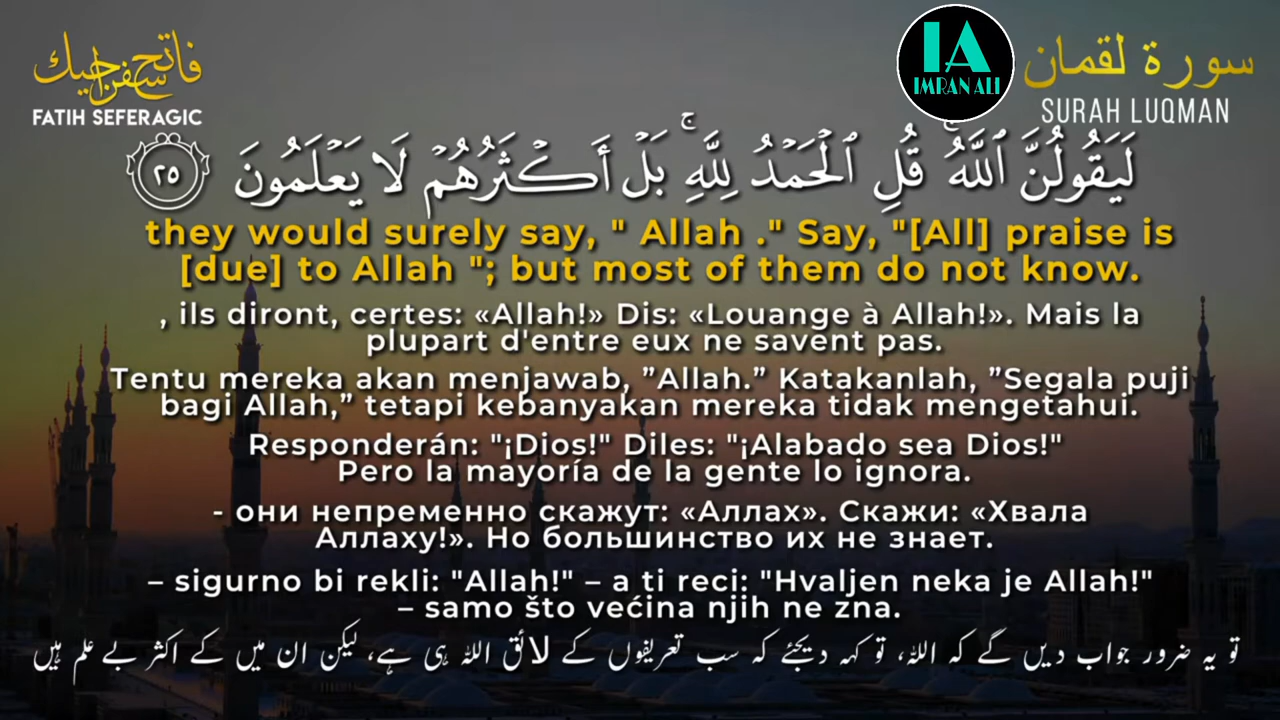 فاتح سفراجيك
FATIH SEFERAGIC
IA
IMRAN ALI
سورة لقمان
SURAH LUQMAN
لَيَقُولُنَّ ٱللَّهُ ۚ قُلِ ٱلْحَمْدُ لِلَّهِ ۚ بَلْ أَكْثَرُهُمْ لَا يَعْلَمُونَ ٢٥
they would surely say, " Allah ." Say, "[All] praise is
[due] to Allah "; but most of them do not know.
, ils diront, certes: «Allah!» Dis: «Louange à Allah!». Mais la
plupart d'entre eux ne savent pas.
Tentu mereka akan menjawab, ”Allah.” Katakanlah, ”Segala puji
bagi Allah,” tetapi kebanyakan mereka tidak mengetahui.
Responderán: "¡Dios!" Diles: "¡Alabado sea Dios!"
Pero la mayoría de la gente lo ignora.
- они непременно скажут: «Аллах». Скажи: «Хвала
Аллаху!». Но большинство их не знает.
– sigurno bi rekli: "Allah!" – a ti reci: "Hvaljen neka je Allah!"
– samo što većina njih ne zna.
تو یہ ضرور جواب دیں گے کہ اللہ، تو کہہ دیجئے کہ سب تعریفوں کے ﻻئق اللہ ہی ہے، لیکن ان میں کے اکثر بے علم ہیں